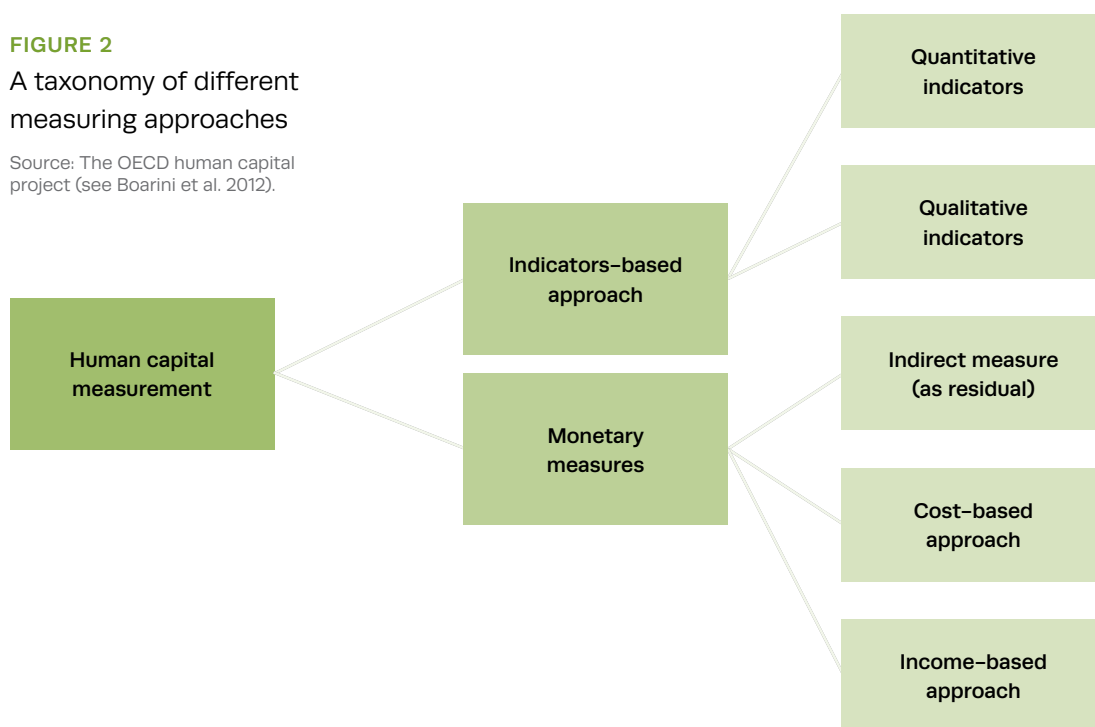 FIGURE 2
A taxonomy of different
measuring approaches
Source: The OECD human capital
project (see Boarini et al. 2012).
Human capital
measurement
Indicators–based
approach
Monetary
measures
Quantitative
indicators
Qualitative
indicators
Indirect measure
(as residual)
Cost–based
approach
Income–based
approach